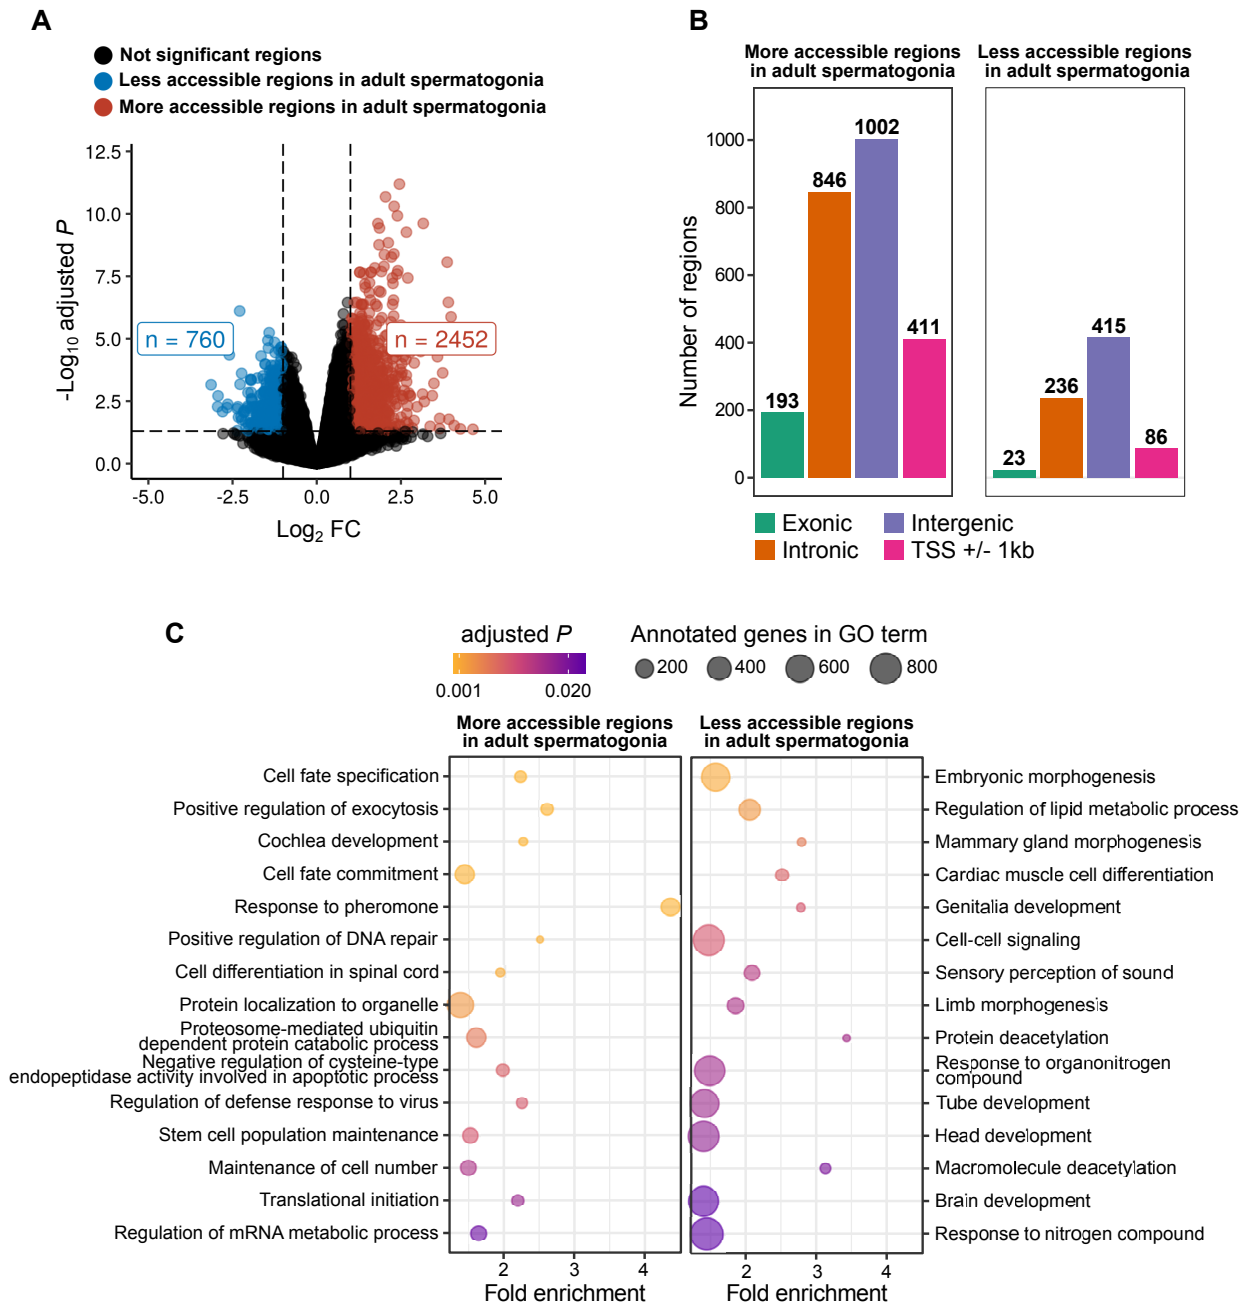 A
Not significant regions
Less accessible regions in adult spermatogonia
More accessible regions in adult spermatogonia
12.5
10.0
7.5
5.0
2.5
0.0
-Log10 adjusted P
n = 760
n = 2452
-5.0
-2.5
0.0
2.5
5.0
Log2 FC
B
More accessible regions
in adult spermatogonia
Less accessible regions
in adult spermatogonia
Number of regions
1000
800
600
400
200
0
193
846
1002
411
23
236
415
86
Exonic
Intergenic
Intronic
TSS +/- 1kb
C
adjusted P
0.001
0.020
Annotated genes in GO term
200
400
600
800
More accessible regions
in adult spermatogonia
Less accessible regions
in adult spermatogonia
Cell fate specification
Positive regulation of exocytosis
Cochlea development
Cell fate commitment
Response to pheromone
Positive regulation of DNA repair
Cell differentiation in spinal cord
Protein localization to organelle
Proteosome-mediated ubiquitin
dependent protein catabolic process
Negative regulation of cysteine-type
endopeptidase activity involved in apoptotic process
Regulation of defense response to virus
Stem cell population maintenance
Maintenance of cell number
Translational initiation
Regulation of mRNA metabolic process
Embryonic morphogenesis
Regulation of lipid metabolic process
Mammary gland morphogenesis
Cardiac muscle cell differentiation
Genitalia development
Cell-cell signaling
Sensory perception of sound
Limb morphogenesis
Protein deacetylation
Response to organonitrogen
compound
Tube development
Head development
Macromolecule deacetylation
Brain development
Response to nitrogen compound
2
3
4
2
3
4
Fold enrichment
Fold enrichment